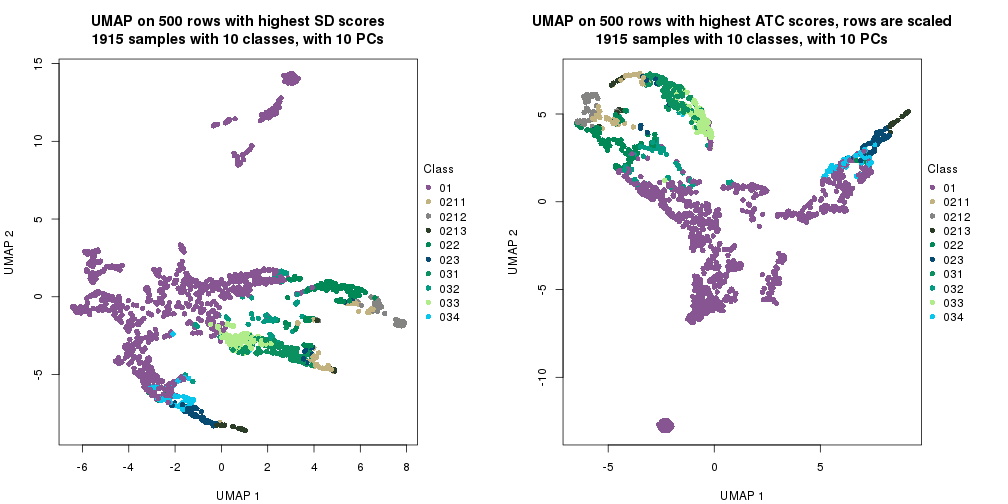 UMAP on 500 rows with highest SD scores
1915 samples with 10 classes, with 10 PCs
15
10
5
0
-5
UMAP 2
-6 -4 -2 0 2 4 6 8
UMAP 1
Class
01
0211
0212
0213
022
023
031
032
033
034
UMAP on 500 rows with highest ATC scores, rows are scaled
1915 samples with 10 classes, with 10 PCs
5
0
-5
-10
UMAP 2
-5 0 5
UMAP 1
Class
01
0211
0212
0213
022
023
031
032
033
034